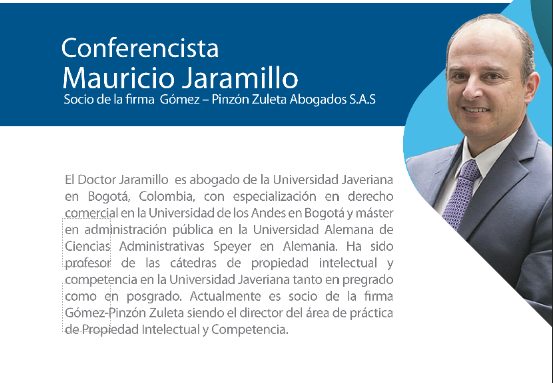 Conferencista
Mauricio Jaramillo
Socio de la firma Gómez – Pinzón Zuleta Abogados S.A.S
El Doctor Jaramillo es abogado de la Universidad Javeriana
en Bogotá, Colombia, con especialización en derecho
comercial en la Universidad de los Andes en Bogotá y máster
en administración pública en la Universidad Alemana de
Ciencias Administrativas Speyer en Alemania. Ha sido
profesor de las cátedras de propiedad intelectual y
competencia en la Universidad Javeriana tanto en pregrado
como en posgrado. Actualmente es socio de la firma
Gómez-Pinzón Zuleta siendo el director del área de práctica
de Propiedad Intelectual y Competencia.